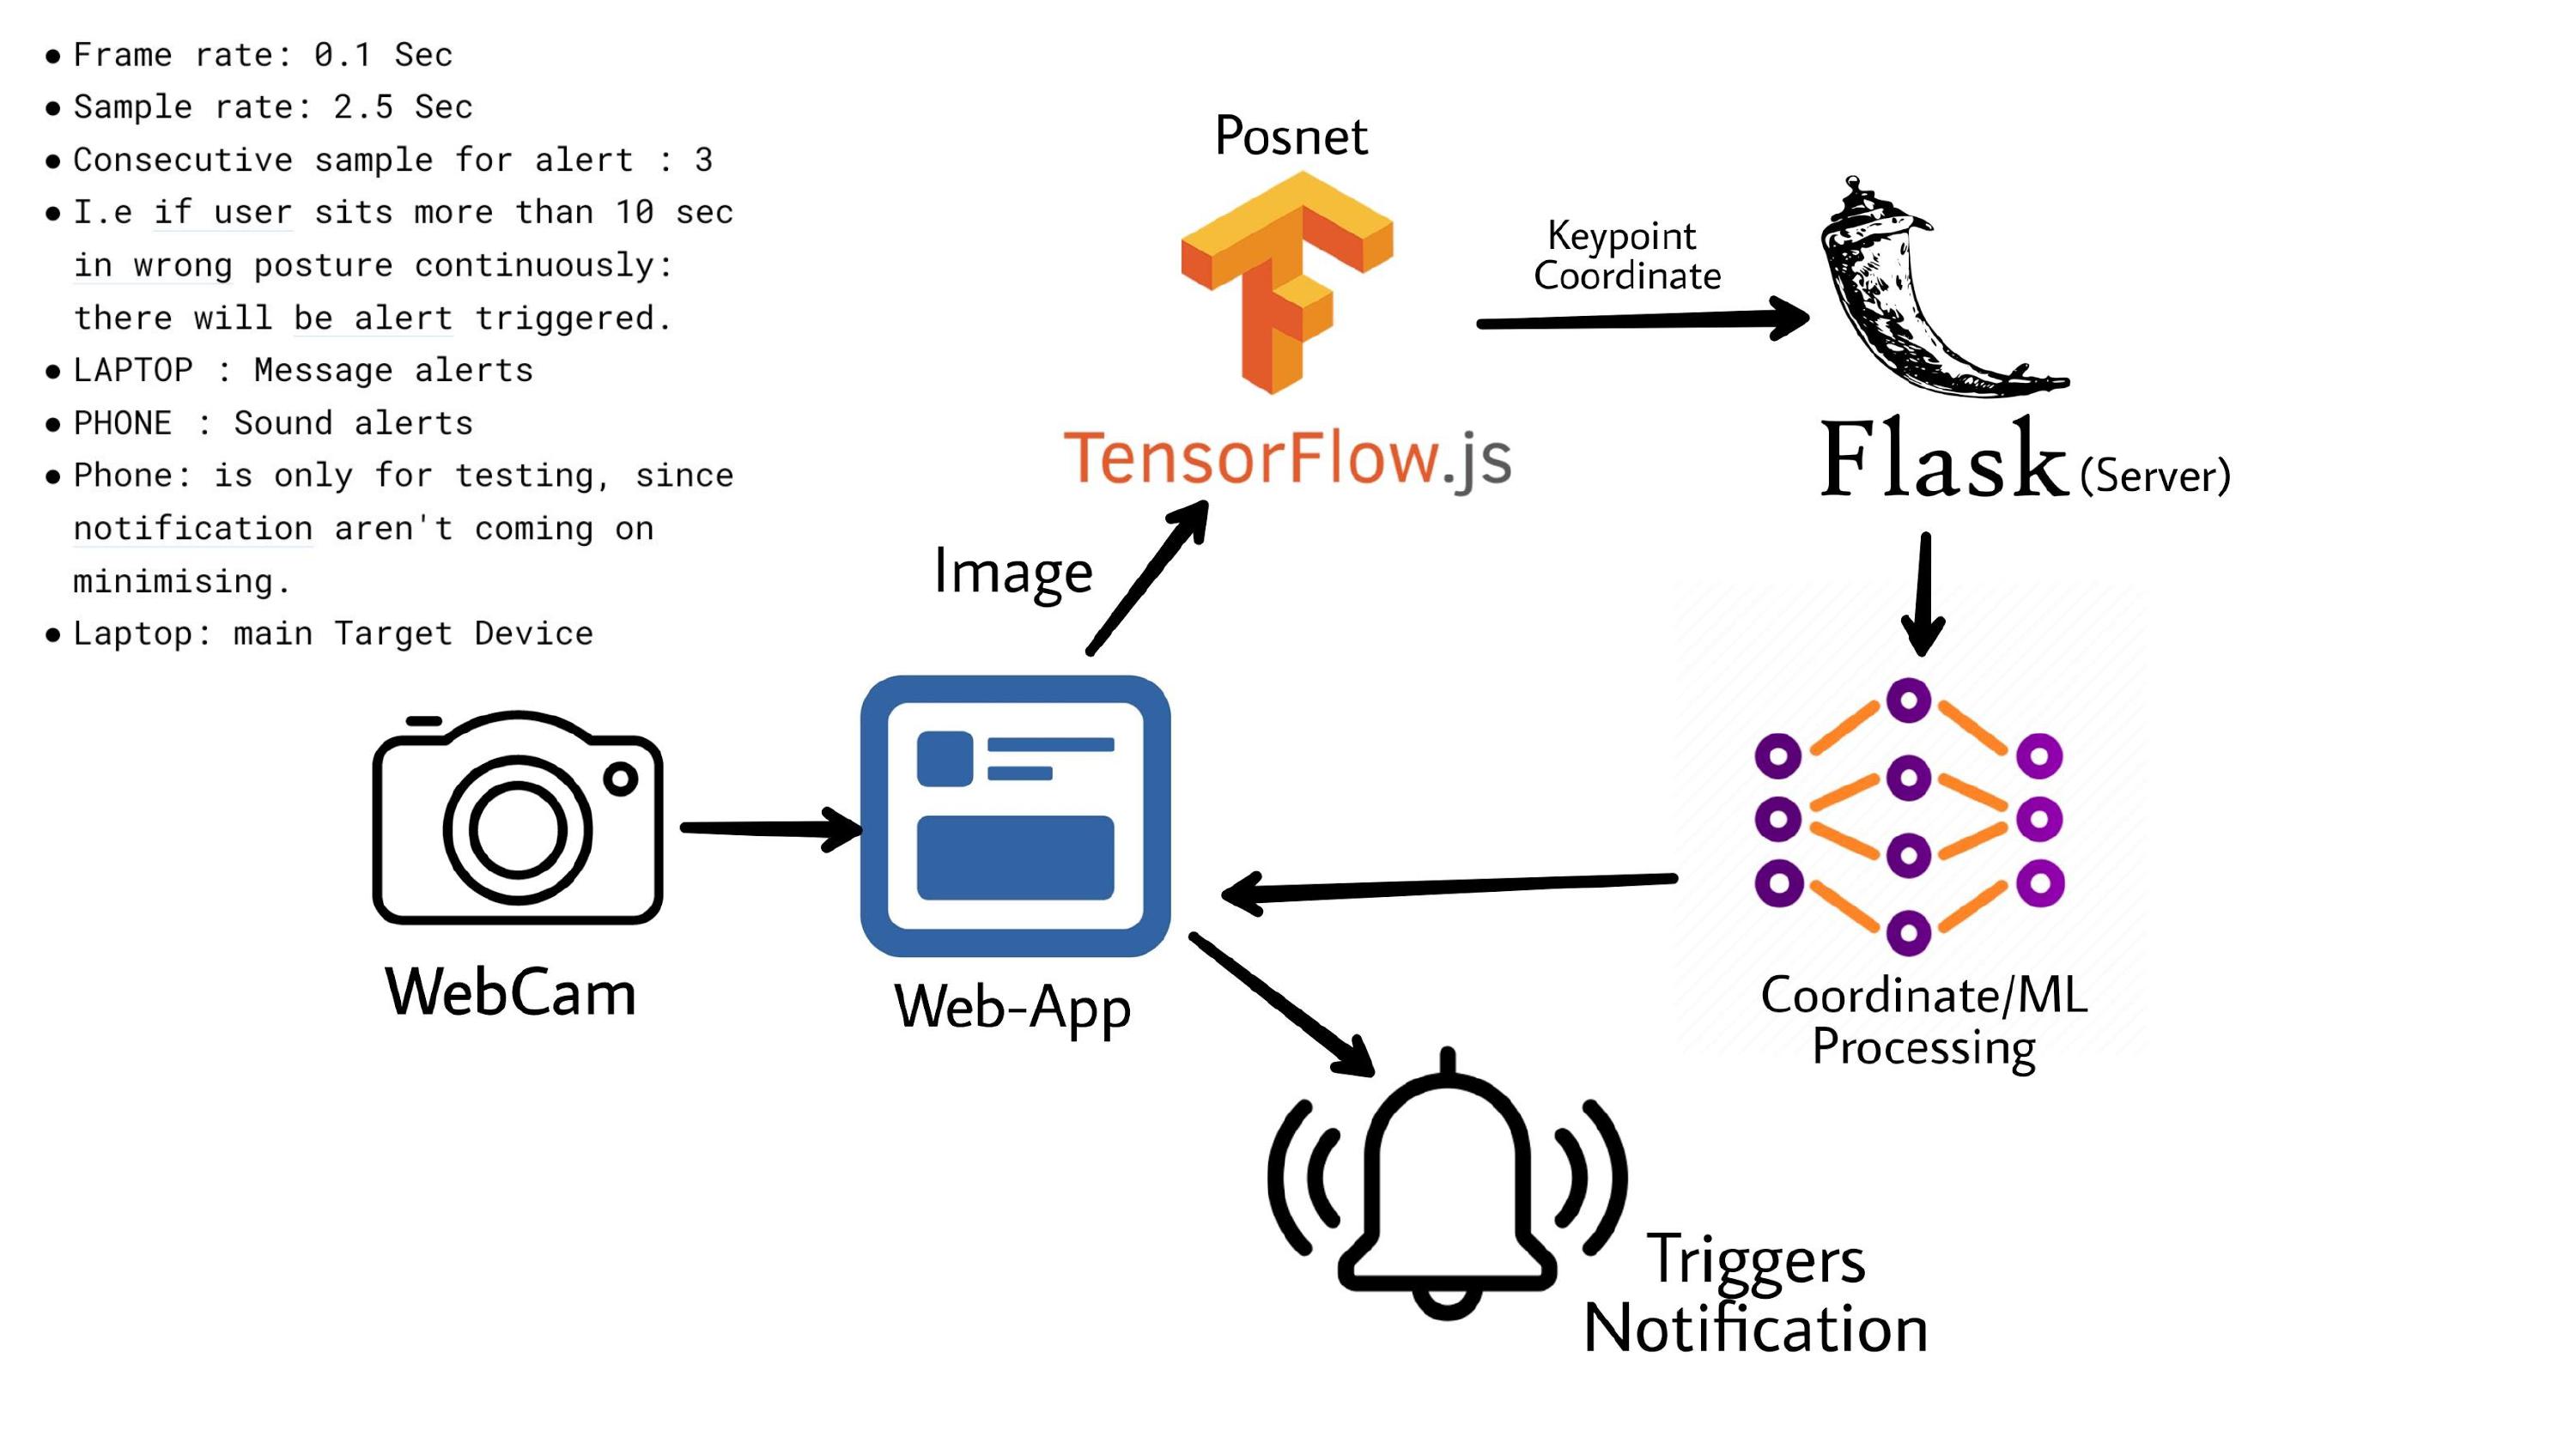 ● Frame rate: 0.1 Sec
● Sample rate: 2.5 Sec
● Consecutive sample for alert : 3
● I.e if user sits more than 10 sec
in wrong posture continuously:
there will be alert triggered.
● LAPTOP : Message alerts
● PHONE : Sound alerts
● Phone: is only for testing, since
notification aren't coming on
minimising.
● Laptop: main Target Device
Posnet
TensorFlow.js
Keypoint
Coordinate
Flask (Server)
Image
WebCam
Web-App
Coordinate/ML
Processing
Triggers
Notification